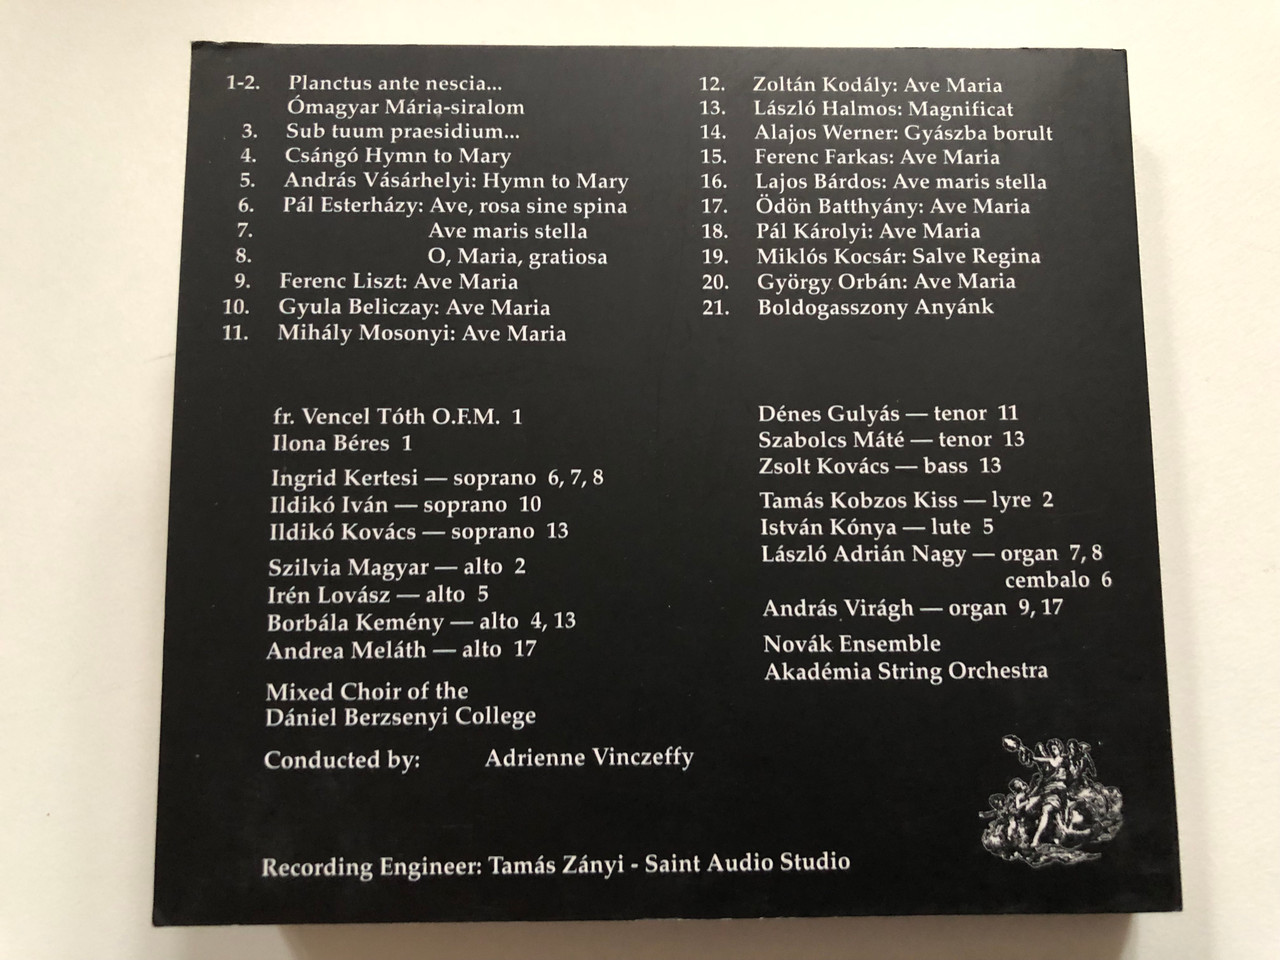 1-2. Planctus ante nescia...
Ómagyar Mária-siralom
3. Sub tuum praesidium...
4. Csángó Hymn to Mary
5. András Vásárhelyi: Hymn to Mary
6. Pál Esterházy: Ave, rosa sine spina
7. Ave maris stella
8. O, Maria, gratiosa
9. Ferenc Liszt: Ave Maria
10. Gyula Beliczay: Ave Maria
11. Mihály Mosonyi: Ave Maria
12. Zoltán Kodály: Ave Maria
13. László Halmos: Magnificat
14. Alajos Werner: Gyászba borult
15. Ferenc Farkas: Ave Maria
16. Lajos Bárdos: Ave maris stella
17. Ödön Batthyány: Ave Maria
18. Pál Károlyi: Ave Maria
19. Miklós Kocsár: Salve Regina
20. György Orbán: Ave Maria
21. Boldogasszony Anyánk
fr. Vencel Tóth O.F.M. 1
Ilona Béres 1
Ingrid Kertesi — soprano 6, 7, 8
Ildikó Iván — soprano 10
Ildikó Kovács — soprano 13
Szilvia Magyar — alto 2
Irén Lovász — alto 5
Borbála Kemény — alto 4, 13
Andrea Meláth — alto 17
Mixed Choir of the
Dániel Berzsenyi College
Conducted by: Adrienne Vinczeffy
Dénes Gulyás — tenor 11
Szabolcs Máté — tenor 13
Zsolt Kovács — bass 13
Tamás Kobzos Kiss — lyre 2
István Kónya — lute 5
László Adrián Nagy — organ 7, 8
cembalo 6
András Virágh — organ 9, 17
Novák Ensemble
Akadémia String Orchestra
Recording Engineer: Tamás Zányi - Saint Audio Studio